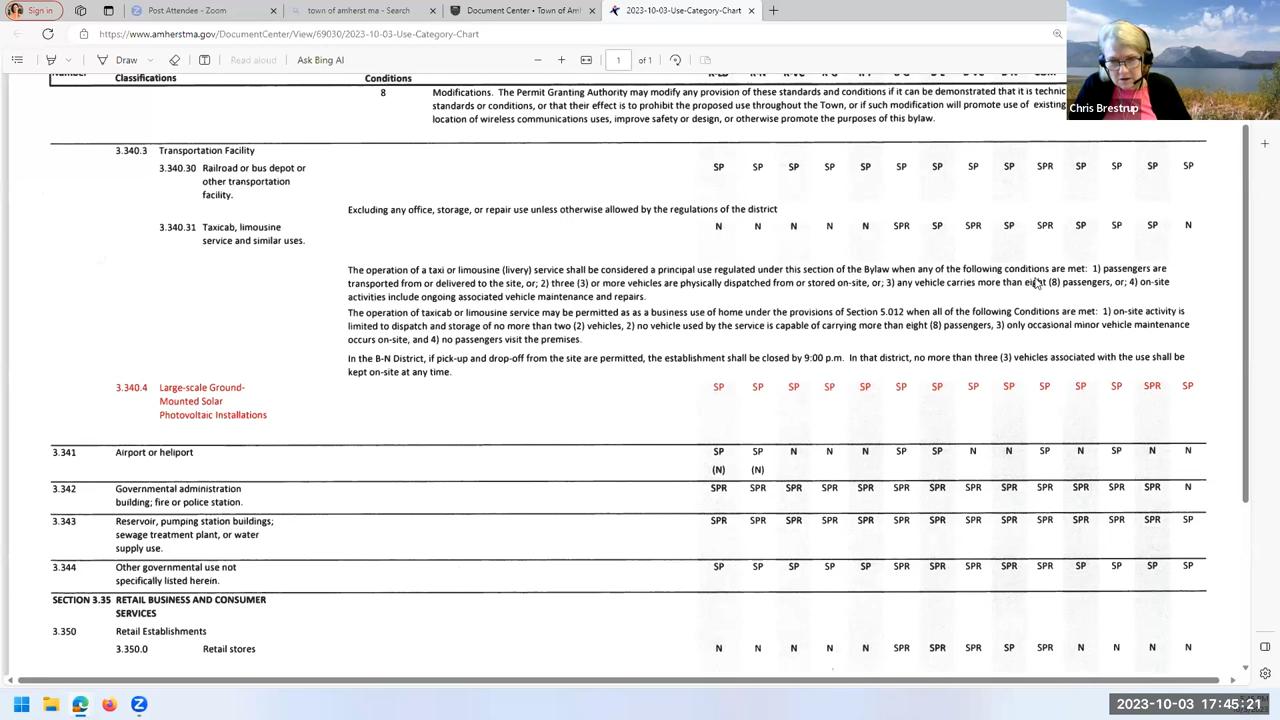 Sign in
Post Attendee - Zoom
town of amherst ma - Search
Document Center • Town of Amh
2023-10-03-Use-Category-Chart
https://www.amherstma.gov/DocumentCenter/View/69030/2023-10-03-Use-Category-Chart
Draw
Read aloud
Ask Bing AI
1 of 1
Chris Brestrup
Classifications Conditions
8 Modifications. The Permit Granting Authority may modify any provision of these standards and conditions if it can be demonstrated that it is technic
standards or conditions, or that their effect is to prohibit the proposed use throughout the Town, or if such modification will promote use of existing
location of wireless communications uses, improve safety or design, or otherwise promote the purposes of this bylaw.
3.340.3 Transportation Facility
3.340.30 Railroad or bus depot or SP SP SP SP SP SP SP SP SP SPR SP SP SP SP
other transportation
facility.
Excluding any office, storage, or repair use unless otherwise allowed by the regulations of the district
3.340.31 Taxicab, limousine N N N N N SPR SP SPR SP SPR SP SP SP N
service and similar uses.
The operation of a taxi or limousine (livery) service shall be considered a principal use regulated under this section of the Bylaw when any of the following conditions are met: 1) passengers are
transported from or delivered to the site, or; 2) three (3) or more vehicles are physically dispatched from or stored on-site, or; 3) any vehicle carries more than eight (8) passengers, or; 4) on-site
activities include ongoing associated vehicle maintenance and repairs.
The operation of taxicab or limousine service may be permitted as as a business use of home under the provisions of Section 5.012 when all of the following Conditions are met: 1) on-site activity is
limited to dispatch and storage of no more than two (2) vehicles, 2) no vehicle used by the service is capable of carrying more than eight (8) passengers, 3) only occasional minor vehicle maintenance
occurs on-site, and 4) no passengers visit the premises.
In the B-N District, if pick-up and drop-off from the site are permitted, the establishment shall be closed by 9:00 p.m. In that district, no more than three (3) vehicles associated with the use shall be
kept on-site at any time.
3.340.4 Large-scale Ground- SP SP SP SP SP SP SP SP SP SP SP SP SPR SP
Mounted Solar
Photovoltaic Installations
3.341 Airport or heliport SP SP N N N SP SP N N SP N SP N N
(N) (N)
3.342 Governmental administration SPR SPR SPR SPR SPR SPR SPR SPR SPR SPR SPR SPR SPR N
building; fire or police station.
3.343 Reservoir, pumping station buildings; SPR SPR SPR SPR SPR SPR SPR SPR SPR SPR SPR SPR SPR SP
sewage treatment plant, or water
supply use.
3.344 Other governmental use not SP SP SP SP SP SPR SPR SPR SPR SPR SP SP SP SP
specifically listed herein.
SECTION 3.35 RETAIL BUSINESS AND CONSUMER
SERVICES
3.350 Retail Establishments
3.350.0 Retail stores N N N N N SPR SPR SPR SP SPR N N N N
2023-10-03 17:45:21